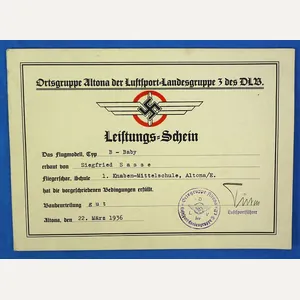 Ortsgruppe Altona der Luftsport-Landesgruppe 3 des DLV.
Leistungs=Schein
Das Flugmodell, Typ B - Baby
erbaut von Siegfried Sasse
Fliegerschar, Schule 1. Knaben-Mittelschule, Altona/E.
hat die vorgeschriebenen Bedingungen erfüllt.
Baubeurteilung gut
Altona, 22. März 1936
Luftsportführer